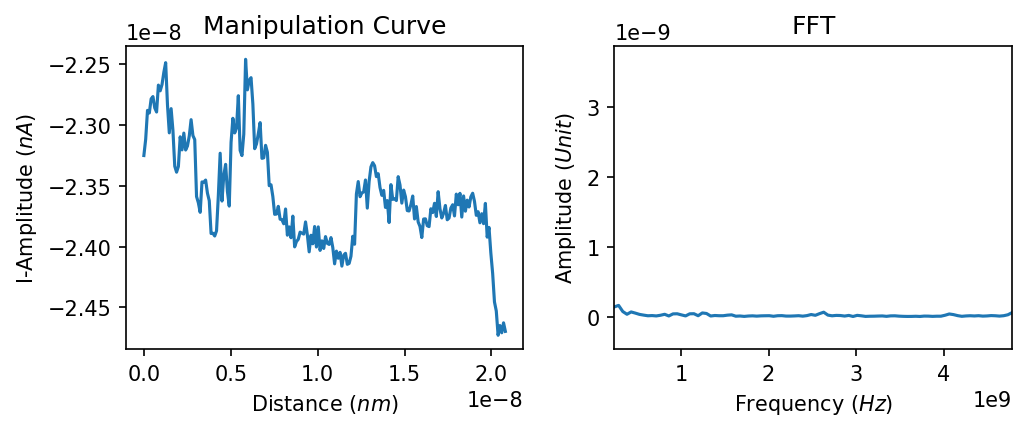 Manipulation Curve
1e−8
−2.25
−2.30
−2.35
−2.40
−2.45
I-Amplitude (nA)
0.0 0.5 1.0 1.5 2.0
1e−8
Distance (nm)
FFT
1e−9
3
2
1
0
Amplitude (Unit)
1 2 3 4
1e9
Frequency (Hz)